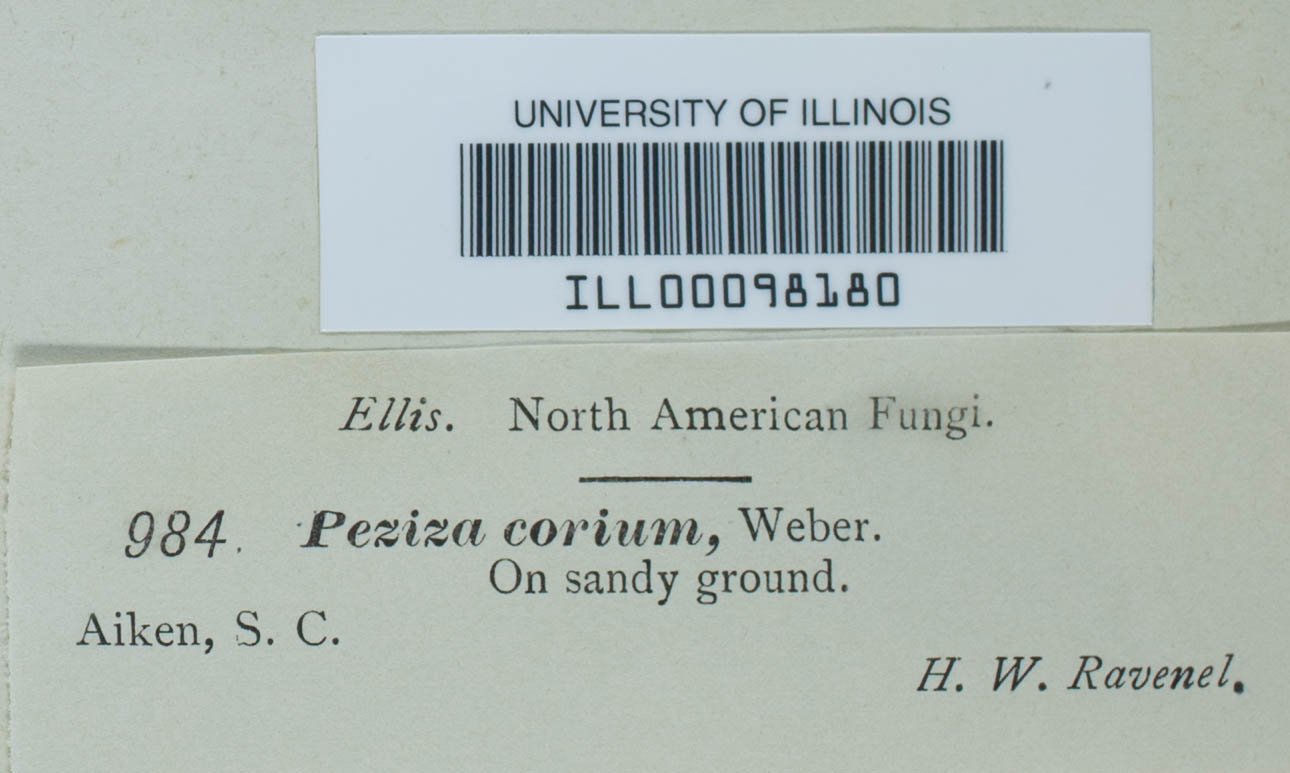 UNIVERSITY OF ILLINOIS
ILL00098180
Ellis. North American Fungi.
984. Peziza corium, Weber.
On sandy ground.
Aiken, S. C.
H. W. Ravenel.